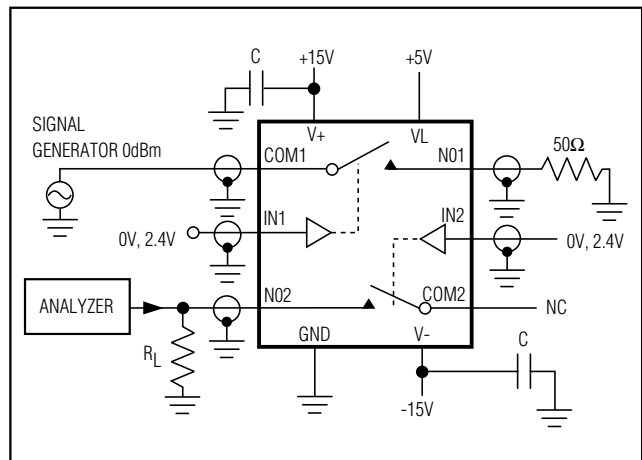 C
+15V
+5V
SIGNAL
GENERATOR 0dBm
V+
VL
COM1
N01
50Ω
IN1
IN2
0V, 2.4V
0V, 2.4V
ANALYZER
N02
COM2
NC
RL
GND
V-
C
-15V